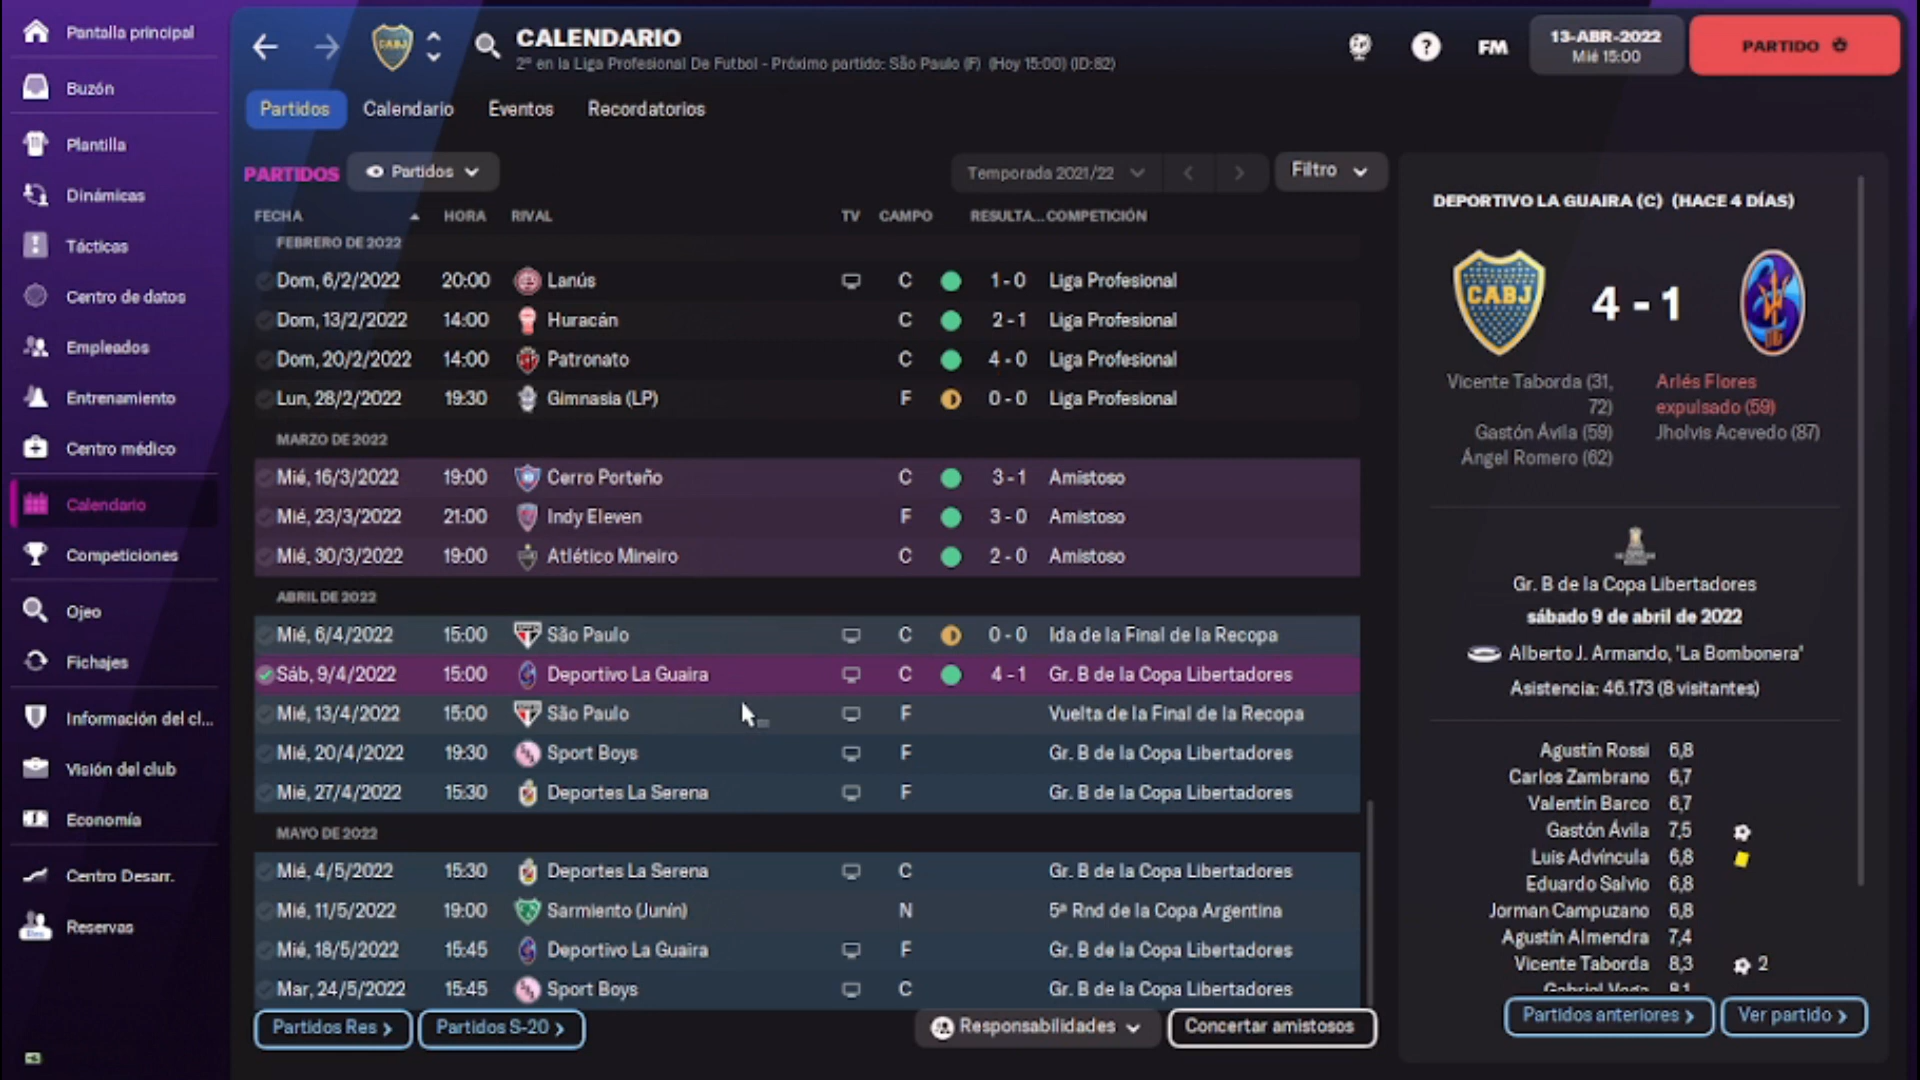 Pantalla principal
Buzón
Plantilla
Dinámicas
Tácticas
Centro de datos
Empleados
Entrenamiento
Centro médico
Calendario
Competiciones
Ojeo
Fichajes
Información del cl...
Visión del club
Economía
Centro Desarr.
Reservas
CALENDARIO
2º en la Liga Profesional De Futbol - Próximo partido: São Paulo (F) (Hoy 15:00) (ID:82)
FM
13-ABR-2022
Mié 15:00
PARTIDO
Partidos Calendario Eventos Recordatorios
PARTIDOS Partidos Temporada 2021/22 Filtro
FECHA HORA RIVAL TV CAMPO RESULTA... COMPETICIÓN
FEBRERO DE 2022
Dom, 6/2/2022 20:00 Lanús C 1 - 0 Liga Profesional
Dom, 13/2/2022 14:00 Huracán C 2 - 1 Liga Profesional
Dom, 20/2/2022 14:00 Patronato C 4 - 0 Liga Profesional
Lun, 28/2/2022 19:30 Gimnasia (LP) F 0 - 0 Liga Profesional
MARZO DE 2022
Mié, 16/3/2022 19:00 Cerro Porteño C 3 - 1 Amistoso
Mié, 23/3/2022 21:00 Indy Eleven F 3 - 0 Amistoso
Mié, 30/3/2022 19:00 Atlético Mineiro C 2 - 0 Amistoso
ABRIL DE 2022
Mié, 6/4/2022 15:00 São Paulo C 0 - 0 Ida de la Final de la Recopa
Sáb, 9/4/2022 15:00 Deportivo La Guaira C 4 - 1 Gr. B de la Copa Libertadores
Mié, 13/4/2022 15:00 São Paulo F Vuelta de la Final de la Recopa
Mié, 20/4/2022 19:30 Sport Boys F Gr. B de la Copa Libertadores
Mié, 27/4/2022 15:30 Deportes La Serena F Gr. B de la Copa Libertadores
MAYO DE 2022
Mié, 4/5/2022 15:30 Deportes La Serena C Gr. B de la Copa Libertadores
Mié, 11/5/2022 19:00 Sarmiento (Junín) N 5ª Rnd de la Copa Argentina
Mié, 18/5/2022 15:45 Deportivo La Guaira F Gr. B de la Copa Libertadores
Mar, 24/5/2022 15:45 Sport Boys C Gr. B de la Copa Libertadores
Partidos Res Partidos S-20 Responsabilidades Concertar amistosos
DEPORTIVO LA GUAIRA (C) (HACE 4 DÍAS)
CABJ 4 - 1
Vicente Taborda (31, 72)
Gastón Ávila (59)
Ángel Romero (62)
Arlés Flores expulsado (59)
Jholvis Acevedo (87)
Gr. B de la Copa Libertadores
sábado 9 de abril de 2022
Alberto J. Armando, 'La Bombonera'
Asistencia: 46.173 (8 visitantes)
Agustín Rossi 6,8
Carlos Zambrano 6,7
Valentín Barco 6,7
Gastón Ávila 7,5
Luis Advíncula 6,8
Eduardo Salvio 6,8
Jorman Campuzano 6,8
Agustín Almendra 7,4
Vicente Taborda 8,3 2
Gabriel Vega 8,1
Partidos anteriores Ver partido